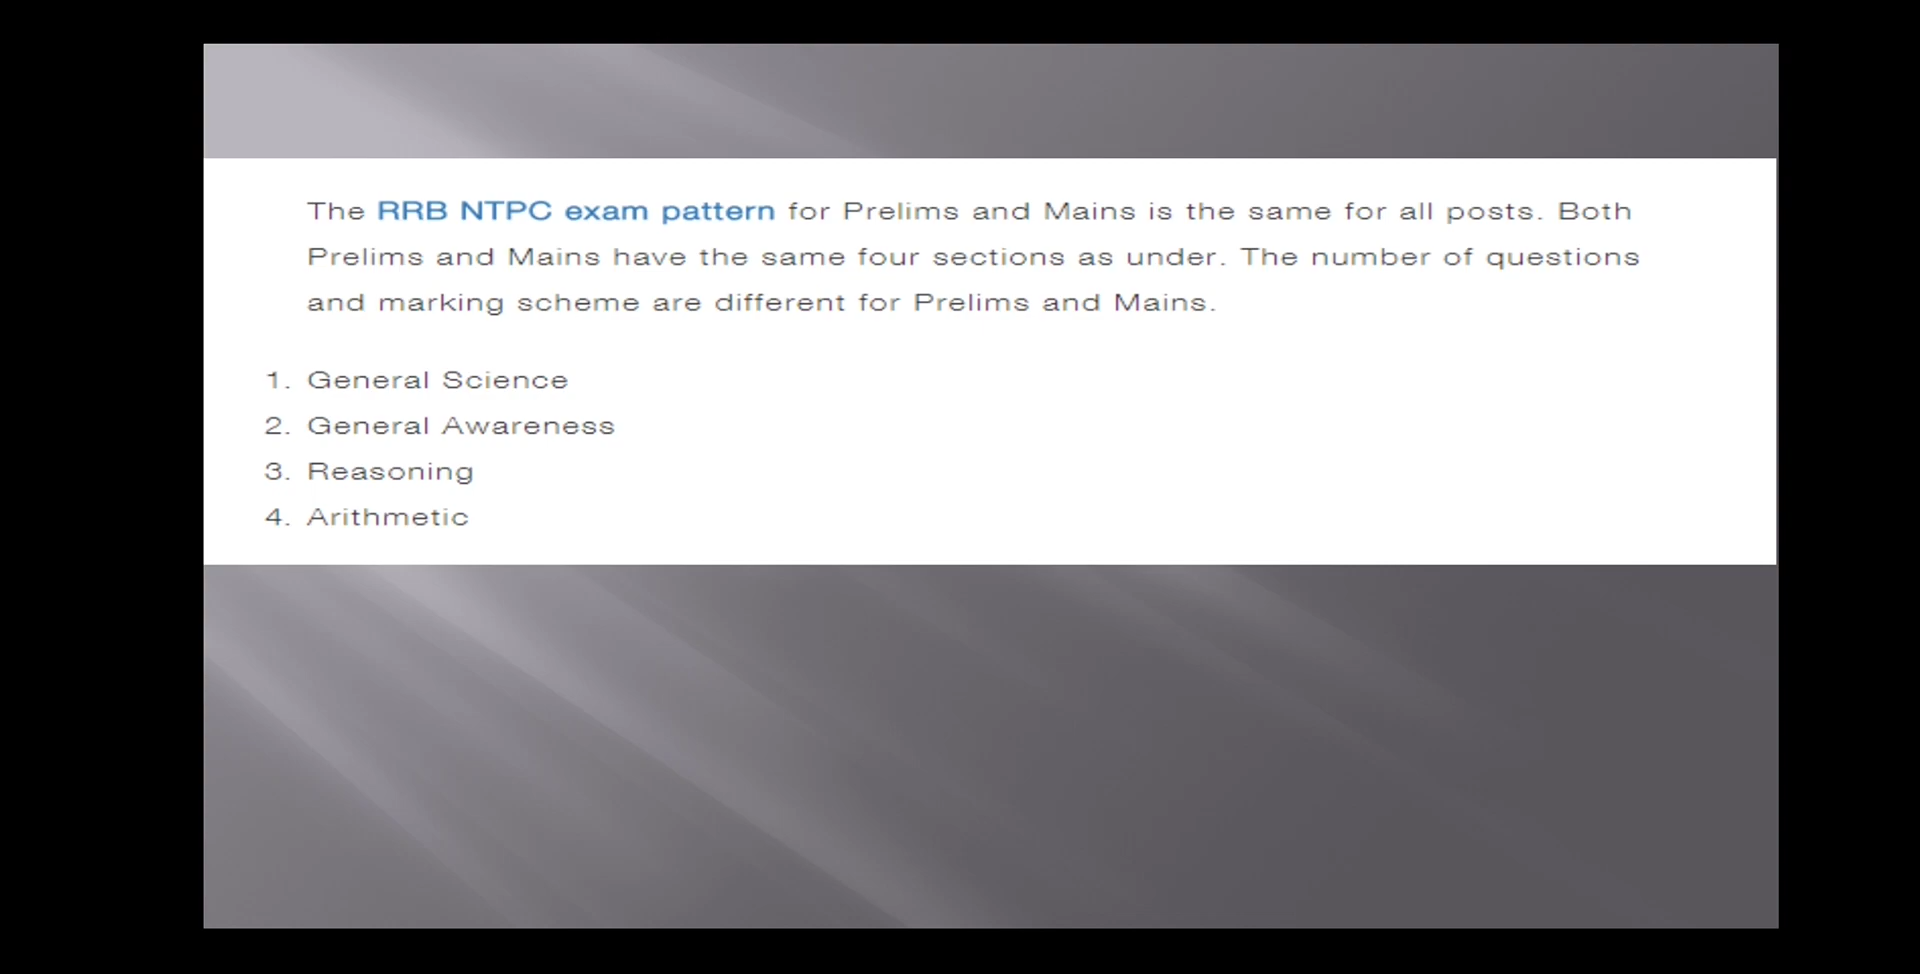 The RRB NTPC exam pattern for Prelims and Mains is the same for all posts. Both
Prelims and Mains have the same four sections as under. The number of questions
and marking scheme are different for Prelims and Mains.
1. General Science
2. General Awareness
3. Reasoning
4. Arithmetic